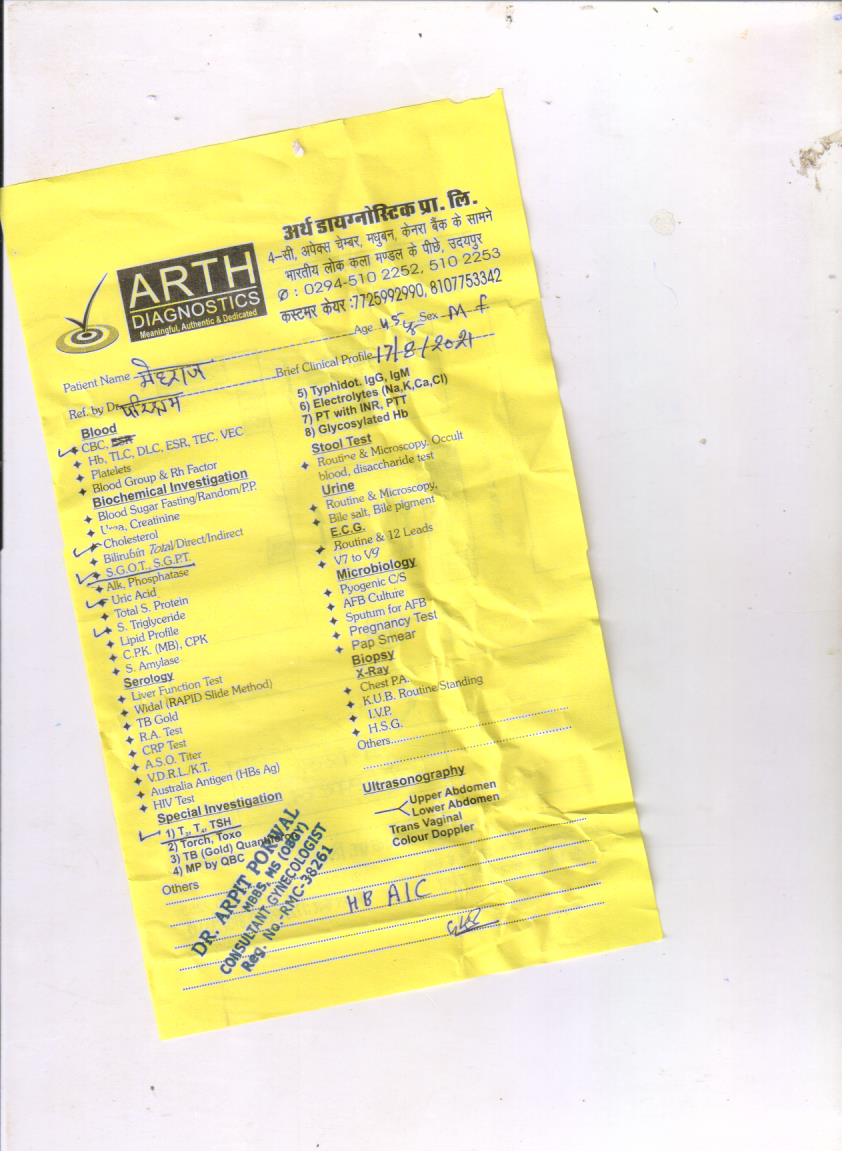 अर्थ डायग्नोस्टिक प्रा. लि.
4-सी, अपेक्स चेम्बर, मधुबन, केनरा बैंक के सामने
भारतीय लोक कला मण्डल के पीछे, उदयपुर
✆ : 0294-510 2252, 510 2253
कस्टमर केयर :7725992990, 8107753342
ARTH
DIAGNOSTICS
Meaningful, Authentic & Dedicated
Patient Name मेघराज Age 45 Sex M f
Ref. by Dr. Brief Clinical Profile 17/8/2021
Blood
CBC, ESR
Hb, TLC, DLC, ESR, TEC, VEC
Platelets
Blood Group & Rh Factor
Biochemical Investigation
Blood Sugar Fasting/Random/P.P.
Urea, Creatinine
Cholesterol
Bilirubin Total/Direct/Indirect
S.G.O.T., S.G.P.T.
Alk, Phosphatase
Uric Acid
Total S. Protein
S. Triglyceride
Lipid Profile
C.P.K. (MB), CPK
S. Amylase
Serology
Liver Function Test
Widal (RAPID Slide Method)
TB Gold
R.A. Test
CRP Test
A.S.O. Titer
V.D.R.L./K.T.
Australia Antigen (HBs Ag)
HIV Test
Special Investigation
1) T3, T4, TSH
2) Torch, Toxo
3) TB (Gold)
4) MP by QBC
Others
5) Typhidot. IgG, IgM
6) Electrolytes (Na,K,Ca,Cl)
7) PT with INR, PTT
8) Glycosylated Hb
Stool Test
Routine & Microscopy, Occult
blood, disaccharide test
Urine
Routine & Microscopy,
Bile salt, Bile pigment
E.C.G.
Routine & 12 Leads
V7 to V9
Microbiology
Pyogenic C/S
AFB Culture
Sputum for AFB
Pregnancy Test
Pap Smear
Biopsy
X-Ray
Chest P.A.
K.U.B. Routine/Standing
I.V.P.
H.S.G.
Others
Ultrasonography
Upper Abdomen
Lower Abdomen
Trans Vaginal
Colour Doppler
HB A1C
DR. ARPIT PORWAL
MBBS, MS (OBGY)
CONSULTANT GYNECOLOGIST
Reg. No.-RMC-38261